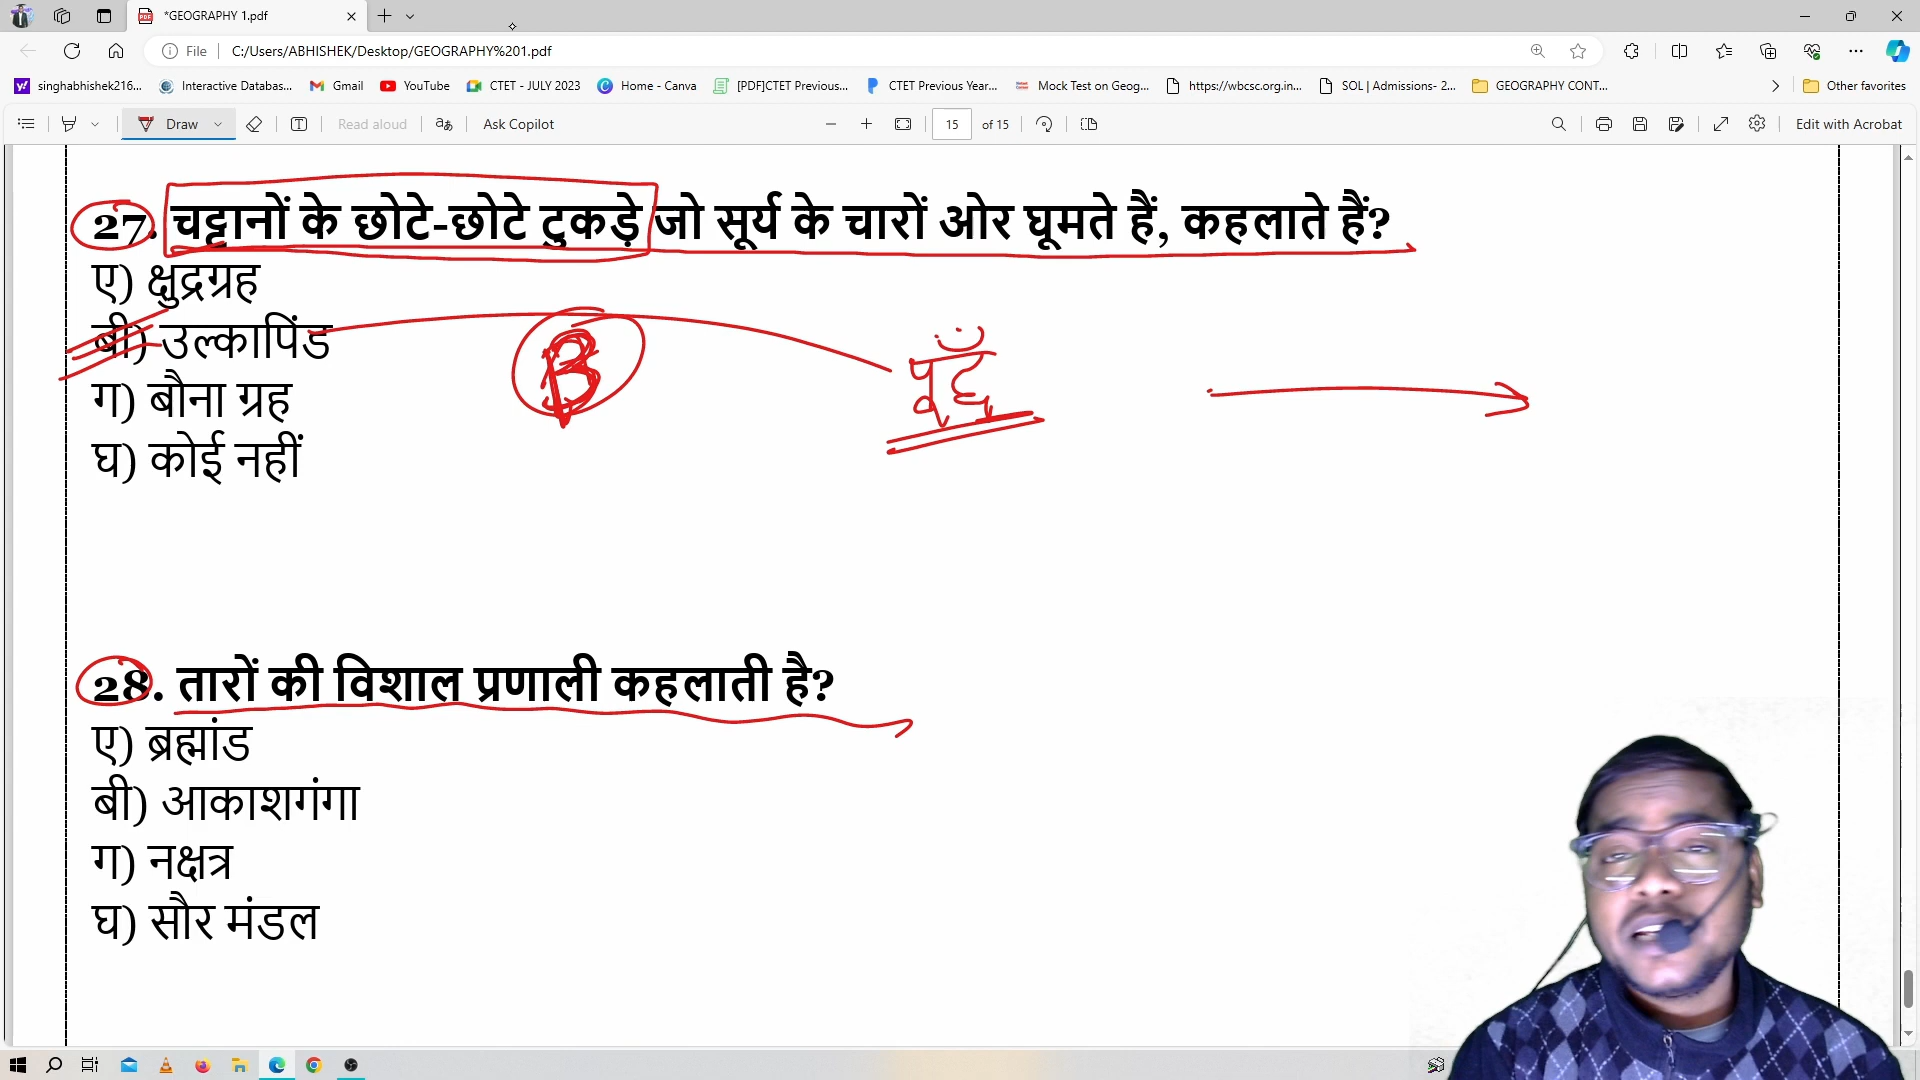 *GEOGRAPHY 1.pdf
File C:/Users/ABHISHEK/Desktop/GEOGRAPHY%201.pdf
singhabhishek216... Interactive Databas... Gmail YouTube CTET - JULY 2023 Home - Canva [PDF]CTET Previous... CTET Previous Year... Mock Test on Geog... https://wbcsc.org.in... SOL | Admissions- 2... GEOGRAPHY CONT... Other favorites
Draw Read aloud Ask Copilot 15 of 15 Edit with Acrobat
27. चट्टानों के छोटे-छोटे टुकड़े जो सूर्य के चारों ओर घूमते हैं, कहलाते हैं?
ए) क्षुद्रग्रह
बी) उल्कापिंड
B
ग) बौना ग्रह
घ) कोई नहीं
28. तारों की विशाल प्रणाली कहलाती है?
ए) ब्रह्मांड
बी) आकाशगंगा
ग) नक्षत्र
घ) सौर मंडल